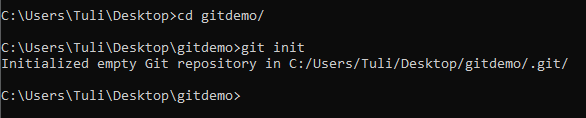 C:\Users\Tuli\Desktop>cd gitdemo/
C:\Users\Tuli\Desktop\gitdemo>git init
Initialized empty Git repository in C:/Users/Tuli/Desktop/gitdemo/.git/
C:\Users\Tuli\Desktop\gitdemo>